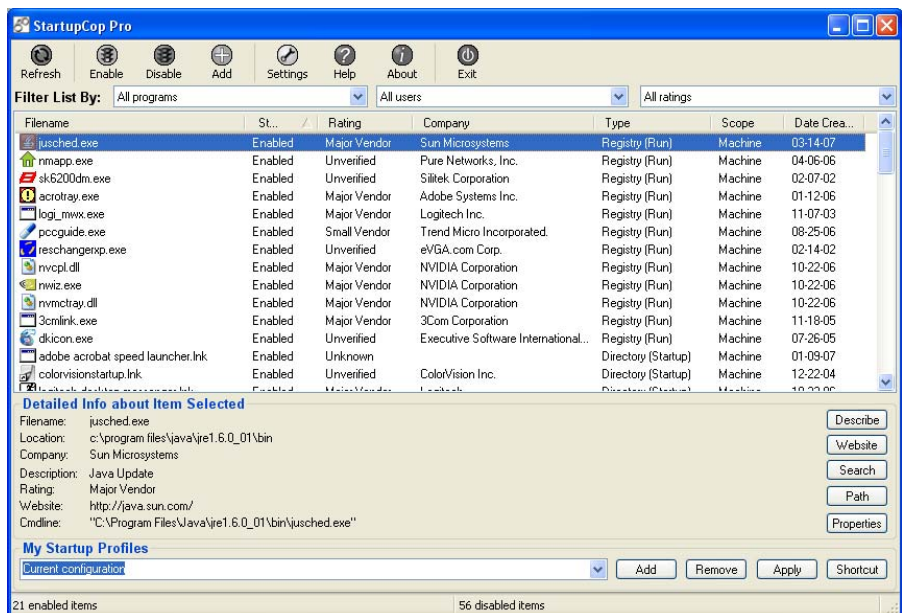 StartupCop Pro
Refresh Enable Disable Add Settings Help About Exit
Filter List By: All programs All users All ratings
Filename St... Rating Company Type Scope Date Crea...
jusched.exe Enabled Major Vendor Sun Microsystems Registry (Run) Machine 03-14-07
nmapp.exe Enabled Unverified Pure Networks, Inc. Registry (Run) Machine 04-06-06
sk6200dm.exe Enabled Unverified Silitek Corporation Registry (Run) Machine 02-07-02
acrotray.exe Enabled Major Vendor Adobe Systems Inc. Registry (Run) Machine 01-12-06
logi_mwx.exe Enabled Major Vendor Logitech Inc. Registry (Run) Machine 11-07-03
pccguide.exe Enabled Small Vendor Trend Micro Incorporated. Registry (Run) Machine 08-25-06
reschangerxp.exe Enabled Unverified eVGA.com Corp. Registry (Run) Machine 02-14-02
nvcpl.dll Enabled Major Vendor NVIDIA Corporation Registry (Run) Machine 10-22-06
nwiz.exe Enabled Major Vendor NVIDIA Corporation Registry (Run) Machine 10-22-06
nvmctray.dll Enabled Major Vendor NVIDIA Corporation Registry (Run) Machine 10-22-06
3cmlink.exe Enabled Major Vendor 3Com Corporation Registry (Run) Machine 11-18-05
dkicon.exe Enabled Unverified Executive Software International... Registry (Run) Machine 07-26-05
adobe acrobat speed launcher.lnk Enabled Unknown Directory (Startup) Machine 01-09-07
colorvisionstartup.lnk Enabled Unverified ColorVision Inc. Directory (Startup) Machine 12-22-04
Detailed Info about Item Selected
Filename: jusched.exe
Location: c:\program files\java\jre1.6.0_01\bin
Company: Sun Microsystems
Description: Java Update
Rating: Major Vendor
Website: http://java.sun.com/
Cmdline: "C:\Program Files\Java\jre1.6.0_01\bin\jusched.exe"
Describe
Website
Search
Path
Properties
My Startup Profiles
Current configuration Add Remove Apply Shortcut
21 enabled items 56 disabled items